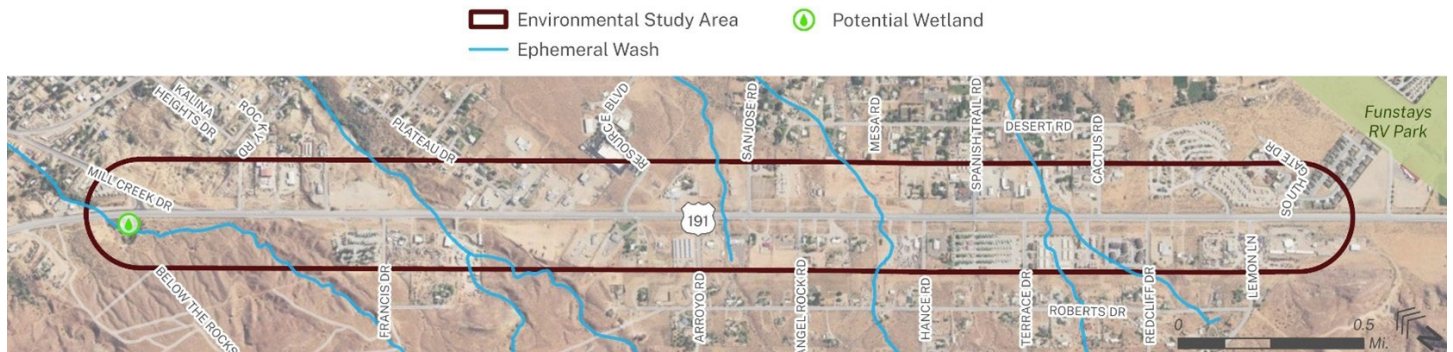 Environmental Study Area
Potential Wetland
Ephemeral Wash
KALINA
HEIGHTS DR
ROCKY RD
PLATEAU DR
RESOURCE BLVD
SAN JOSE RD
MESA RD
SPANISH TRAIL RD
DESERT RD
CACTUS RD
SOUTH GATE DR
Funstays
RV Park
MILL CREEK DR
191
BELOW THE ROCKS
FRANCIS DR
ARROYO RD
ANGEL ROCK RD
HANCE RD
TERRACE DR
ROBERTS DR
REDCLIFF DR
LEMON LN
0
0.5
Mi.